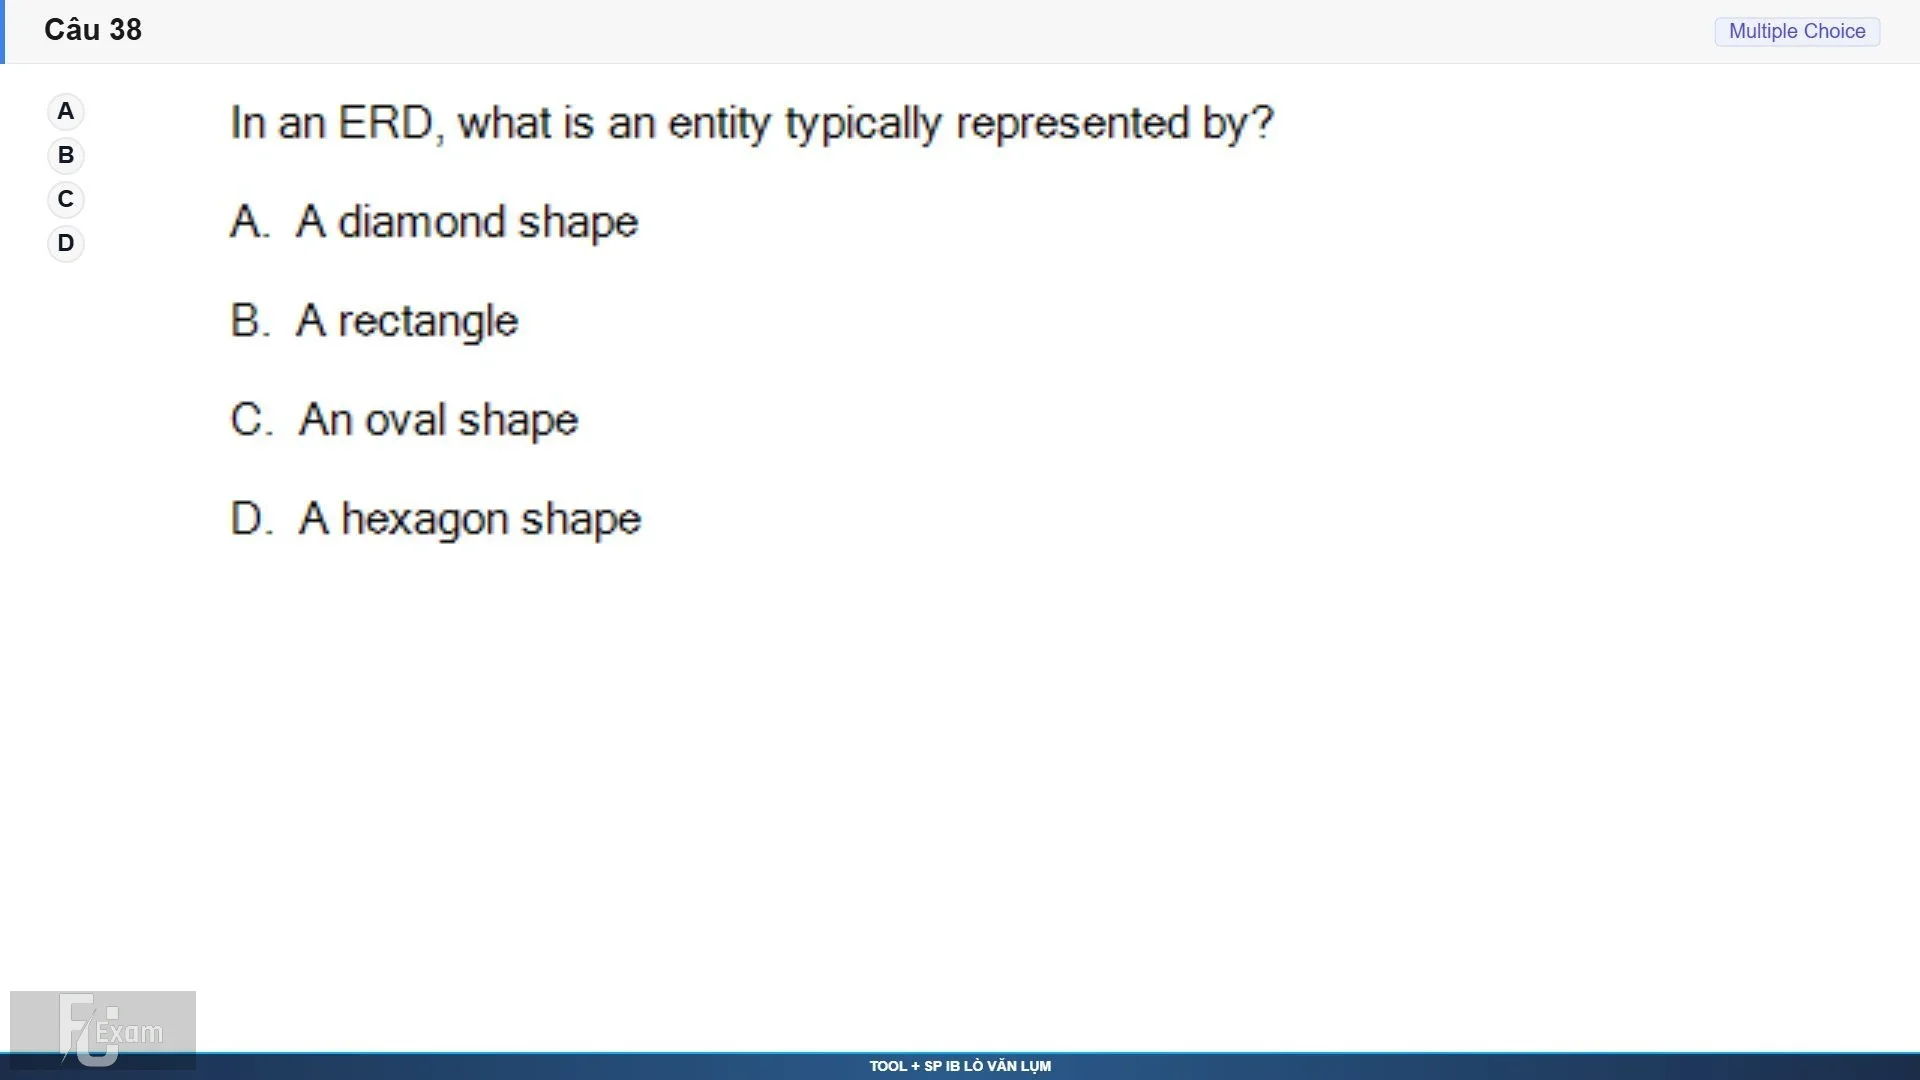 Câu 38
Multiple Choice
A
B
C
D
In an ERD, what is an entity typically represented by?
A. A diamond shape
B. A rectangle
C. An oval shape
D. A hexagon shape
FU Exam
TOOL + SP IB LÒ VĂN LỤM